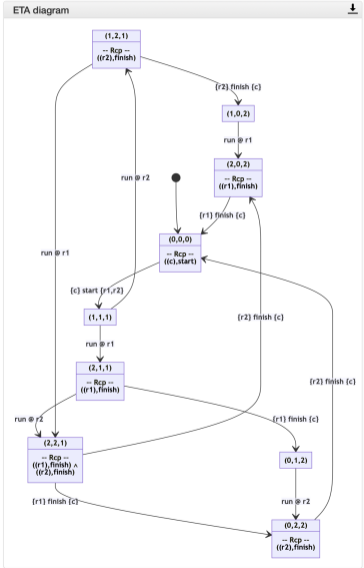 ETA diagram
(1,2,1)
-- Rcp --
((r2),finish)
{r2} finish {c}
(1,0,2)
run @ r1
(2,0,2)
-- Rcp --
((r1),finish)
run @ r2
{r1} finish {c}
(0,0,0)
-- Rcp --
((c),start)
run @ r1
{c} start {r1,r2}
(1,1,1)
{r2} finish {c}
run @ r1
(2,1,1)
-- Rcp --
((r1),finish)
{r2} finish {c}
run @ r2
{r1} finish {c}
(2,2,1)
-- Rcp --
((r1),finish) ∧
((r2),finish)
(0,1,2)
{r1} finish {c}
run @ r2
(0,2,2)
-- Rcp --
((r2),finish)